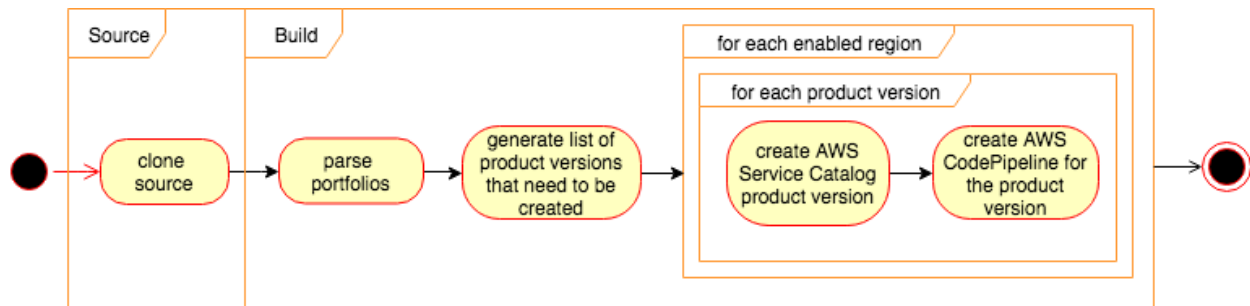 Source
Build
for each enabled region
for each product version
clone
source
parse
portfolios
generate list of
product versions
that need to be
created
create AWS
Service Catalog
product version
create AWS
CodePipeline for
the product
version